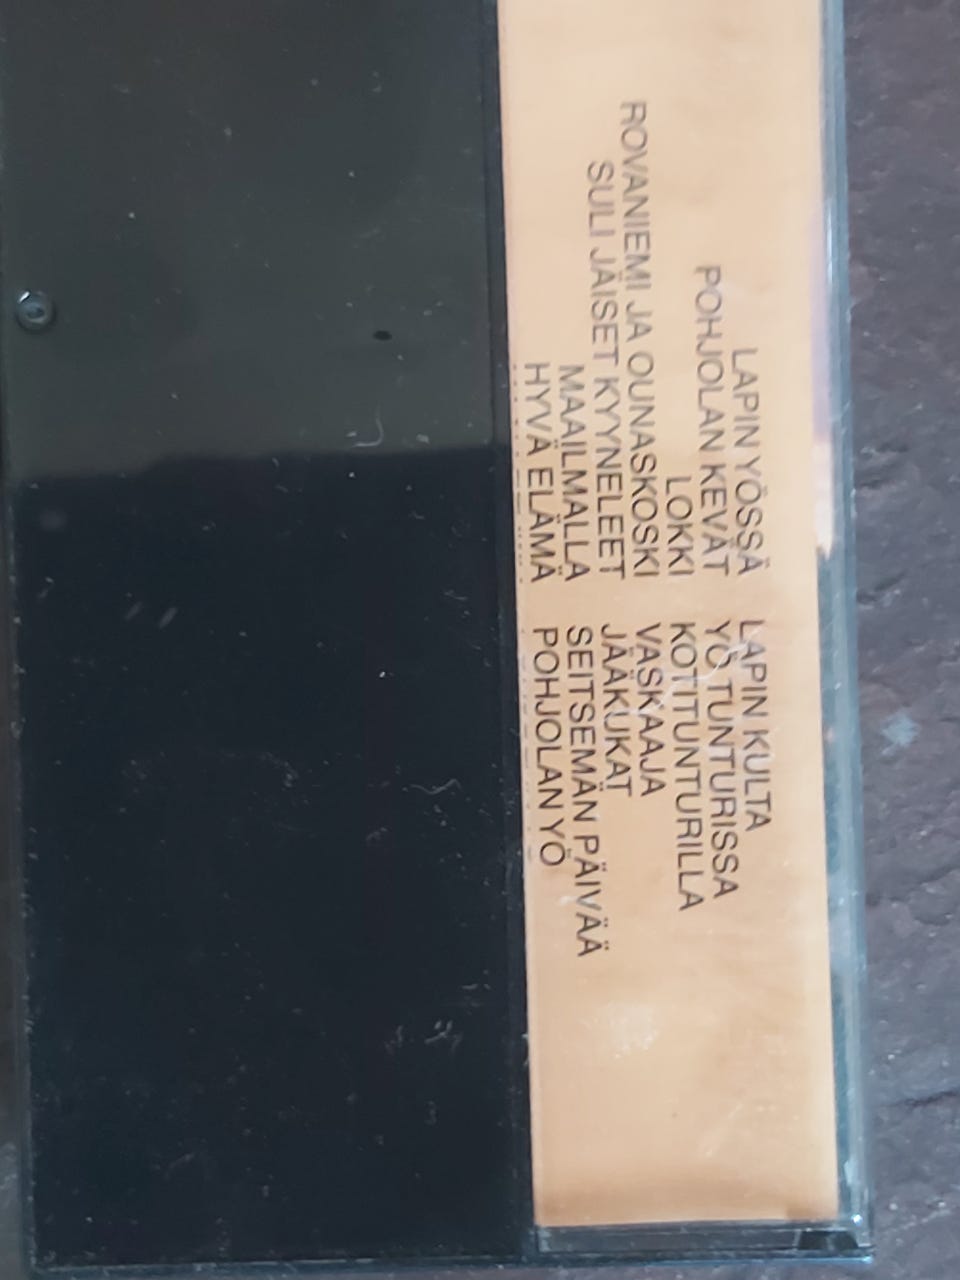 LAPIN YÖSSÄ
POHJOLAN KEVÄT
LOKKI
ROVANIEMI JA OUNASKOSKI
SULI JÄISET KYYNELEET
MAAILMALLA
HYVÄ ELÄMÄ
LAPIN KULTA
YÖ TUNTURISSA
KOTITUNTURILLA
VASKAAJA
JÄÄKUKAT
SEITSEMÄN PÄIVÄÄ
POHJOLAN YÖ